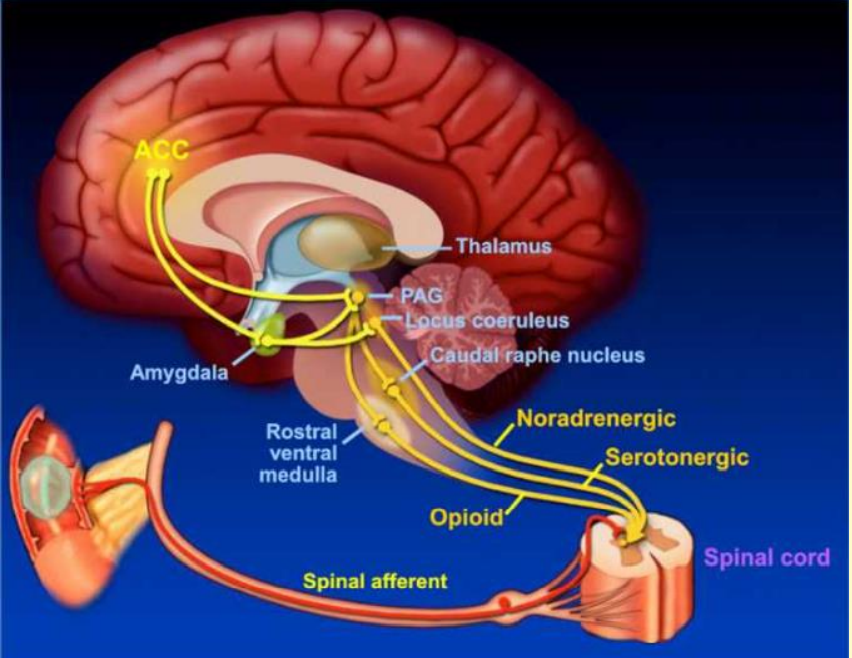 ACC
Thalamus
PAG
Locus coeruleus
Caudal raphe nucleus
Amygdala
Noradrenergic
Rostral
ventral
medulla
Serotonergic
Opioid
Spinal cord
Spinal afferent